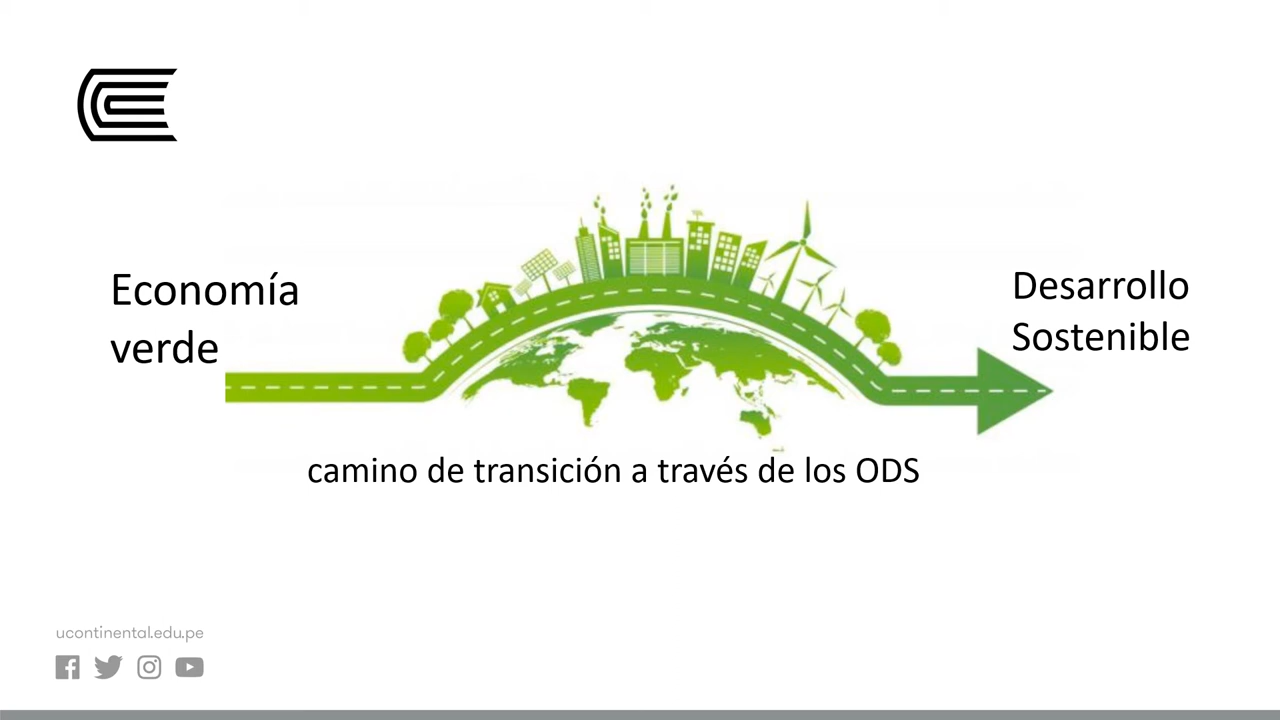 Economía
verde
Desarrollo
Sostenible
camino de transición a través de los ODS
ucontinental.edu.pe